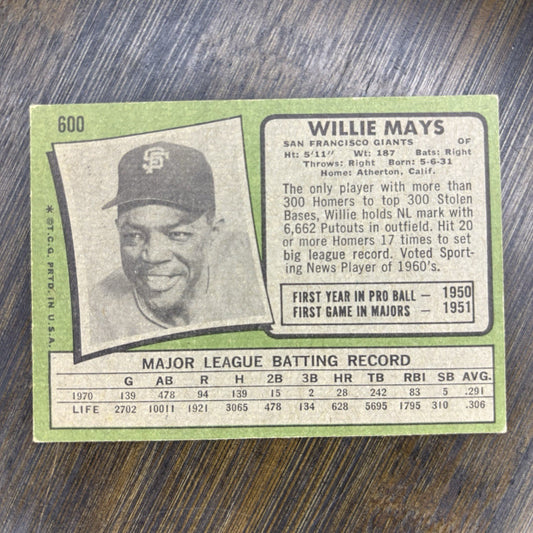 600
SF
* ©T.C.G. PRTD. IN U.S.A.
WILLIE MAYS
SAN FRANCISCO GIANTS OF
Ht: 5'11" Wt: 187 Bats: Right
Throws: Right Born: 5-6-31
Home: Atherton, Calif.
The only player with more than
300 Homers to top 300 Stolen
Bases, Willie holds NL mark with
6,662 Putouts in outfield. Hit 20
or more Homers 17 times to set
big league record. Voted Sport-
ing News Player of 1960's.
FIRST YEAR IN PRO BALL — 1950
FIRST GAME IN MAJORS — 1951
MAJOR LEAGUE BATTING RECORD
G AB R H 2B 3B HR TB RBI SB AVG.
1970 139 478 94 139 15 2 28 242 83 5 .291
LIFE 2702 10011 1921 3065 478 134 628 5695 1795 310 .306